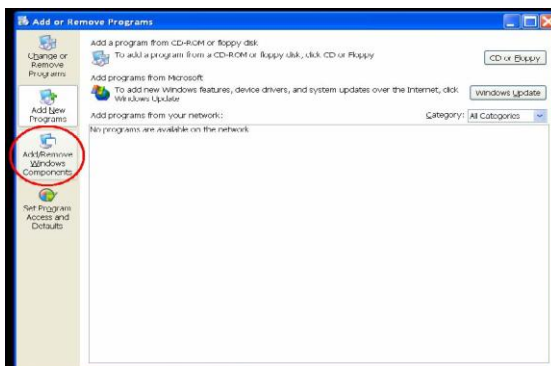 Add or Remove Programs
Change or
Remove
Programs
Add New
Programs
Add/Remove
Windows
Components
Set Program
Access and
Defaults
Add a program from CD-ROM or floppy disk
To add a program from a CD-ROM or floppy disk, click CD or Floppy
CD or Floppy
Add programs from Microsoft
To add new Windows features, device drivers, and system updates over the Internet, click
Windows Update
Windows Update
Add programs from your network:
Category: All Categories
No programs are available on the network